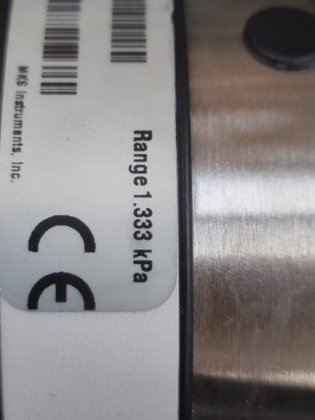 Range 1.333 kPa
MKS Instruments, Inc.
CE